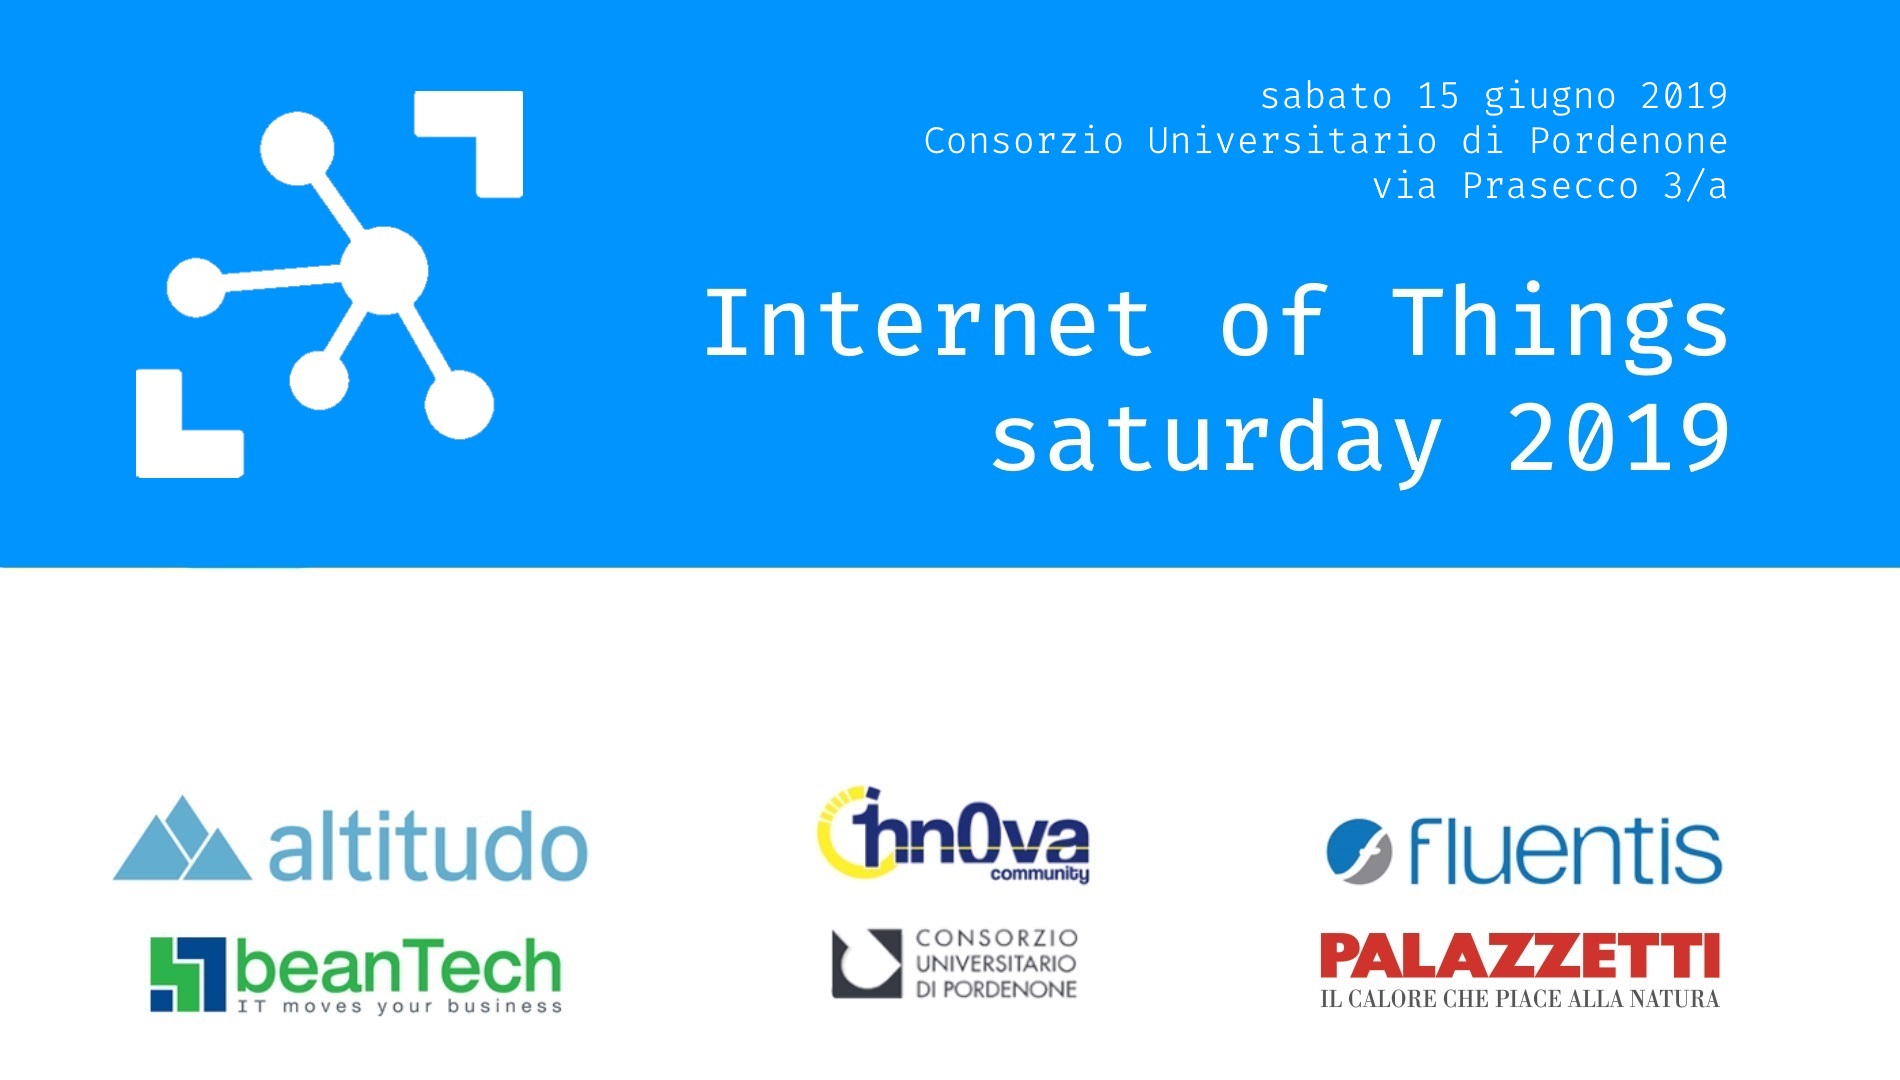 sabato 15 giugno 2019
Consorzio Universitario di Pordenone
via Prasecco 3/a
Internet of Things
saturday 2019
altitudo
1nn0va
community
fluentis
beanTech
IT moves your business
CONSORZIO
UNIVERSITARIO
DI PORDENONE
PALAZZETTI
IL CALORE CHE PIACE ALLA NATURA